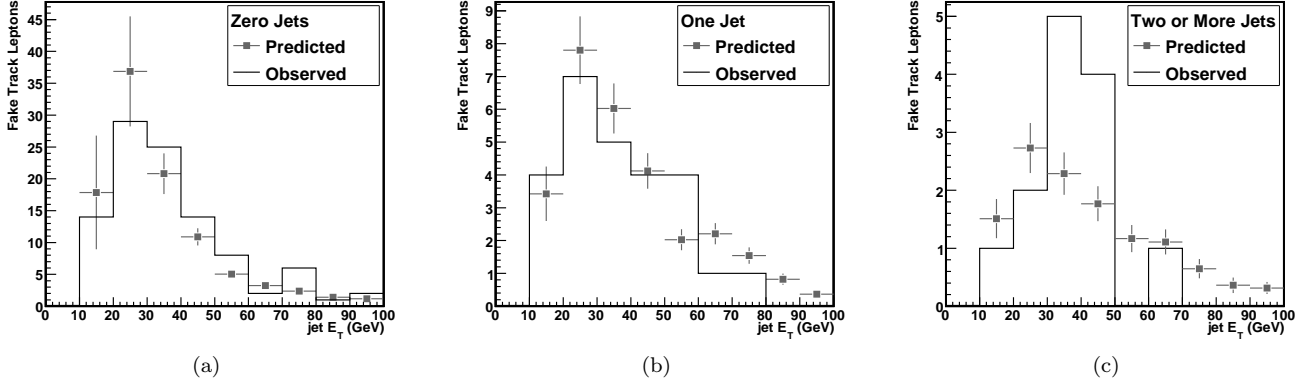 Zero Jets
Predicted
Observed
Fake Track Leptons
45
40
35
30
25
20
15
10
5
0
0 10 20 30 40 50 60 70 80 90 100
jet E_T (GeV)
(a)
One Jet
Predicted
Observed
Fake Track Leptons
9
8
7
6
5
4
3
2
1
0
0 10 20 30 40 50 60 70 80 90 100
jet E_T (GeV)
(b)
Two or More Jets
Predicted
Observed
Fake Track Leptons
5
4
3
2
1
0
0 10 20 30 40 50 60 70 80 90 100
jet E_T (GeV)
(c)